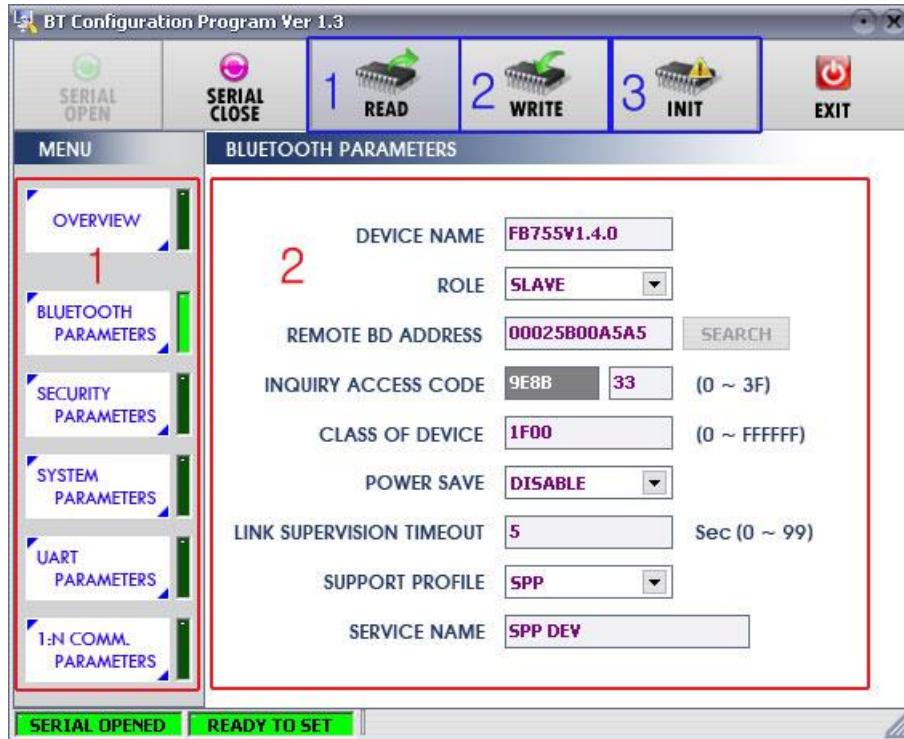 BT Configuration Program Ver 1.3
SERIAL
OPEN
SERIAL
CLOSE
1
READ
2
WRITE
3
INIT
EXIT
MENU
OVERVIEW
1
BLUETOOTH
PARAMETERS
SECURITY
PARAMETERS
SYSTEM
PARAMETERS
UART
PARAMETERS
1:N COMM.
PARAMETERS
BLUETOOTH PARAMETERS
2
DEVICE NAME FB755V1.4.0
ROLE SLAVE
REMOTE BD ADDRESS 00025B00A5A5 SEARCH
INQUIRY ACCESS CODE 9E8B 33 (0 ~ 3F)
CLASS OF DEVICE 1F00 (0 ~ FFFFFF)
POWER SAVE DISABLE
LINK SUPERVISION TIMEOUT 5 Sec (0 ~ 99)
SUPPORT PROFILE SPP
SERVICE NAME SPP DEV
SERIAL OPENED READY TO SET